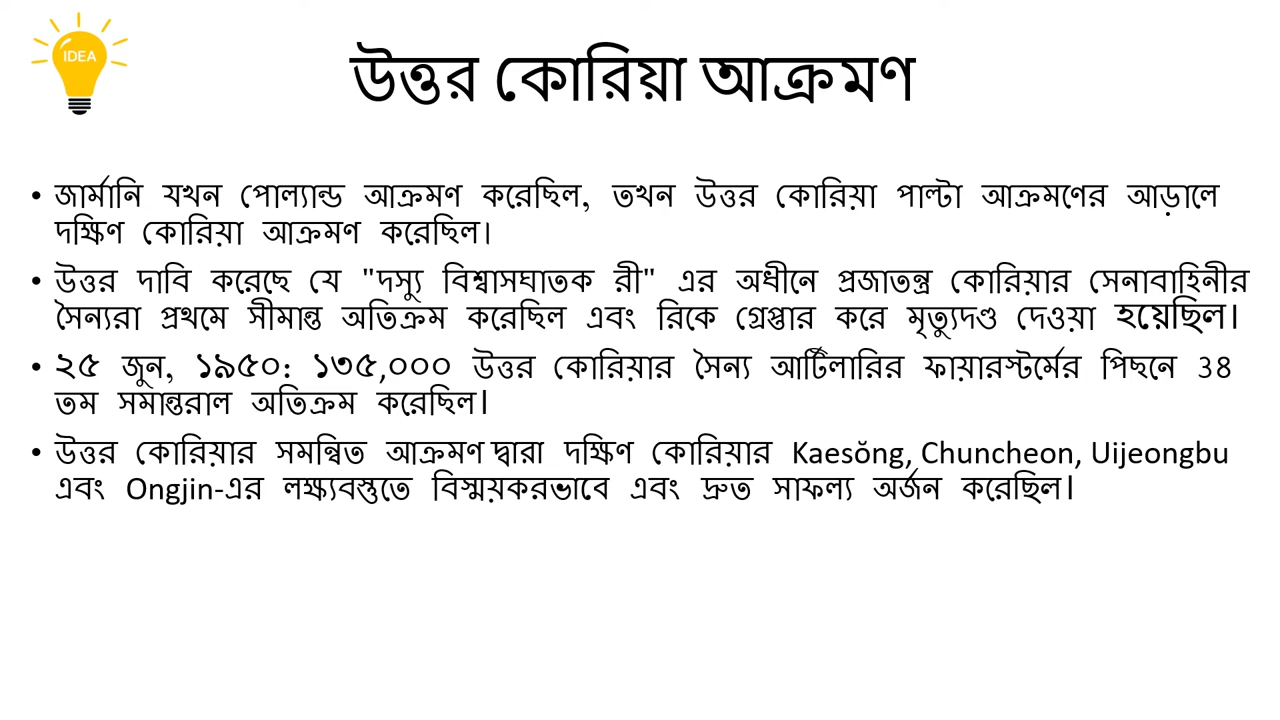 IDEA
উত্তর কোরিয়া আক্রমণ
• জার্মানি যখন পোল্যান্ড আক্রমণ করেছিল, তখন উত্তর কোরিয়া পাল্টা আক্রমণের আড়ালে
দক্ষিণ কোরিয়া আক্রমণ করেছিল।
• উত্তর দাবি করেছে যে "দস্যু বিশ্বাসঘাতক রী" এর অধীনে প্রজাতন্ত্র কোরিয়ার সেনাবাহিনীর
সৈন্যরা প্রথমে সীমান্ত অতিক্রম করেছিল এবং রিকে গ্রেপ্তার করে মৃত্যুদণ্ড দেওয়া হয়েছিল।
• ২৫ জুন, ১৯৫০: ১৩৫,০০০ উত্তর কোরিয়ার সৈন্য আর্টিলারির ফায়ারস্টর্মের পিছনে 38
তম সমান্তরাল অতিক্রম করেছিল।
• উত্তর কোরিয়ার সমন্বিত আক্রমণ দ্বারা দক্ষিণ কোরিয়ার Kaesŏng, Chuncheon, Uijeongbu
এবং Ongjin-এর লক্ষ্যবস্তুতে বিস্ময়করভাবে এবং দ্রুত সাফল্য অর্জন করেছিল।